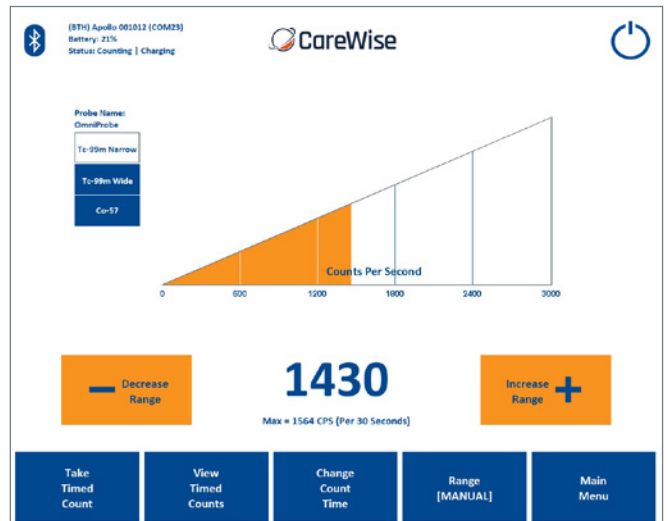 (BTH) Apollo 001012 (COM23)
Battery: 21%
Status: Counting | Charging
CareWise
Probe Name:
OmniProbe
Tc-99m Narrow
Tc-99m Wide
Co-57
Counts Per Second
0 600 1200 1800 2400 3000
Decrease
Range
1430
Max = 1564 CPS (Per 30 Seconds)
Increase
Range
Take
Timed
Count
View
Timed
Counts
Change
Count
Time
Range
[MANUAL]
Main
Menu